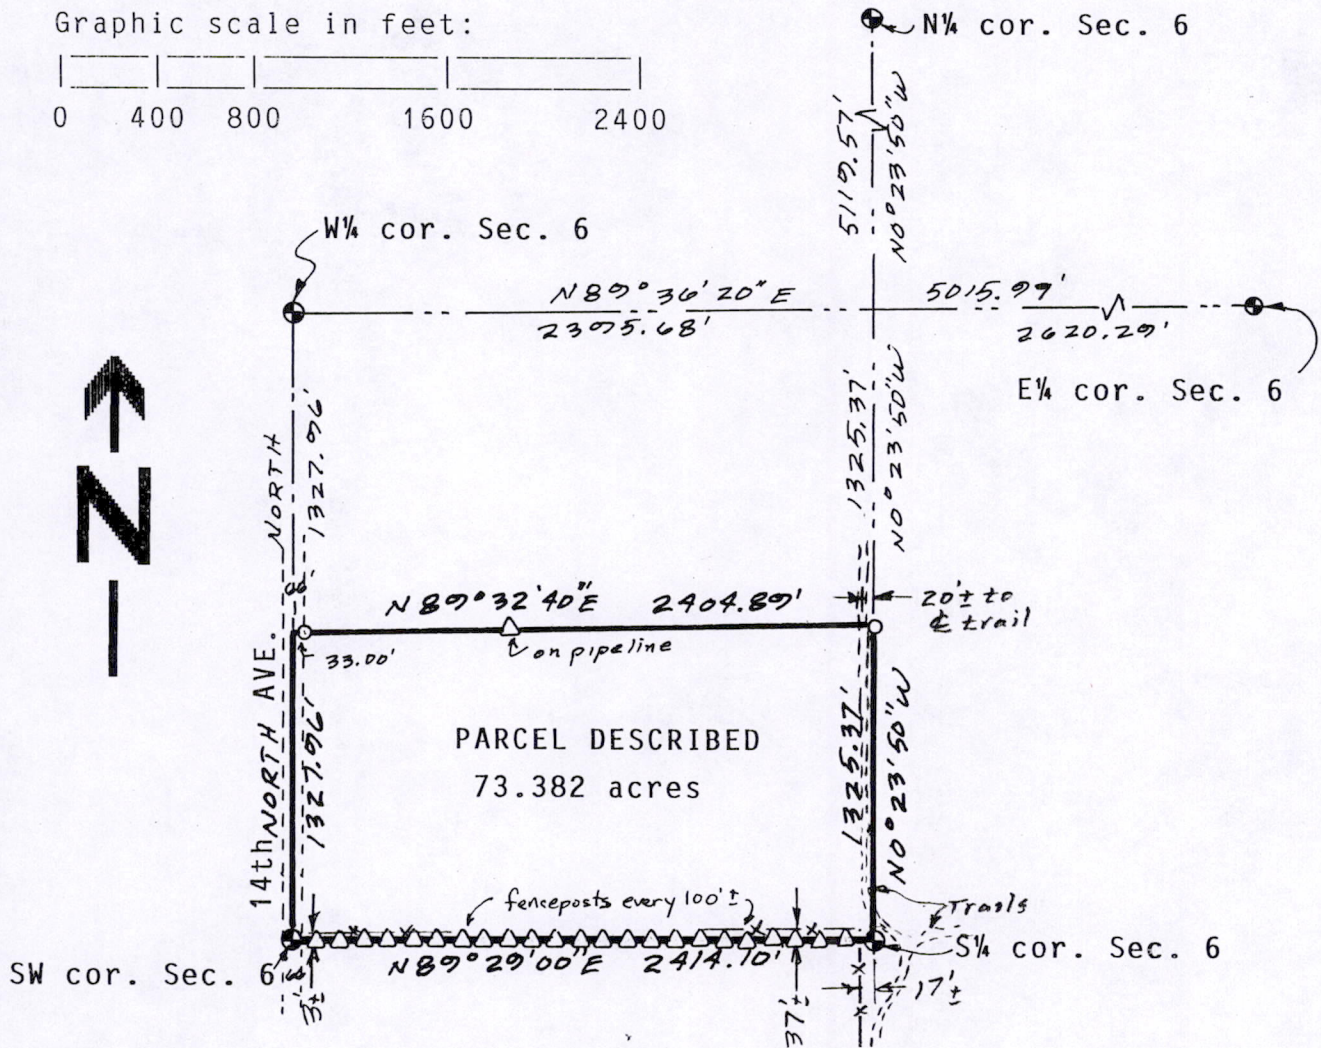 Graphic scale in feet:
0 400 800 1600 2400
N¼ cor. Sec. 6
5119.57'
N0°23'50"W
W¼ cor. Sec. 6
N89°36'20"E
5015.99'
2395.68'
2620.29'
E¼ cor. Sec. 6
N
NORTH
1327.96'
1325.37'
N0°23'50"W
66'
N89°32'40"E 2404.89'
20'± to
℄ trail
33.00'
on pipeline
14th AVE.
NORTH
1327.96'
PARCEL DESCRIBED
73.382 acres
1325.37'
N0°23'50"W
fenceposts every 100'±
Trails
SW cor. Sec. 6
N89°29'00"E 2414.10'
S¼ cor. Sec. 6
66'
3'±
37'±
17'±